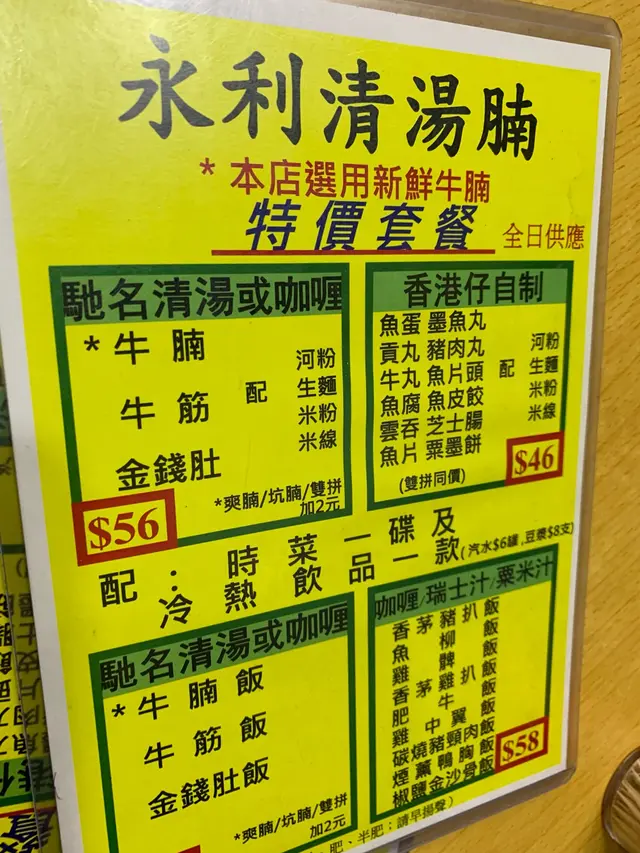 永利清湯腩
*本店選用新鮮牛腩
特價套餐 全日供應
馳名清湯或咖喱
*牛腩
牛筋
金錢肚
配
河粉
生麵
米粉
米線
*爽腩/坑腩/雙拼
加2元
$56
香港仔自制
魚蛋 墨魚丸
貢丸 豬肉丸
牛丸 魚片頭
魚腐 魚皮餃
雲吞 芝士腸
魚片 粟墨餅
(雙拼同價)
配
河粉
生麵
米粉
米線
$46
配：時菜一碟及
冷熱飲品一款(汽水$6罐,豆漿$8支)
馳名清湯或咖喱
*牛腩飯
牛筋飯
金錢肚飯
*爽腩/坑腩/雙拼
加2元
咖喱/瑞士汁/粟米汁
香茅豬扒飯
魚柳飯
雞髀飯
香茅雞扒飯
肥牛飯
雞中翼飯
碳燒豬頸肉飯
煙薰鴨胸飯
椒鹽金沙骨飯
$58
肥、半肥；請早揚聲)